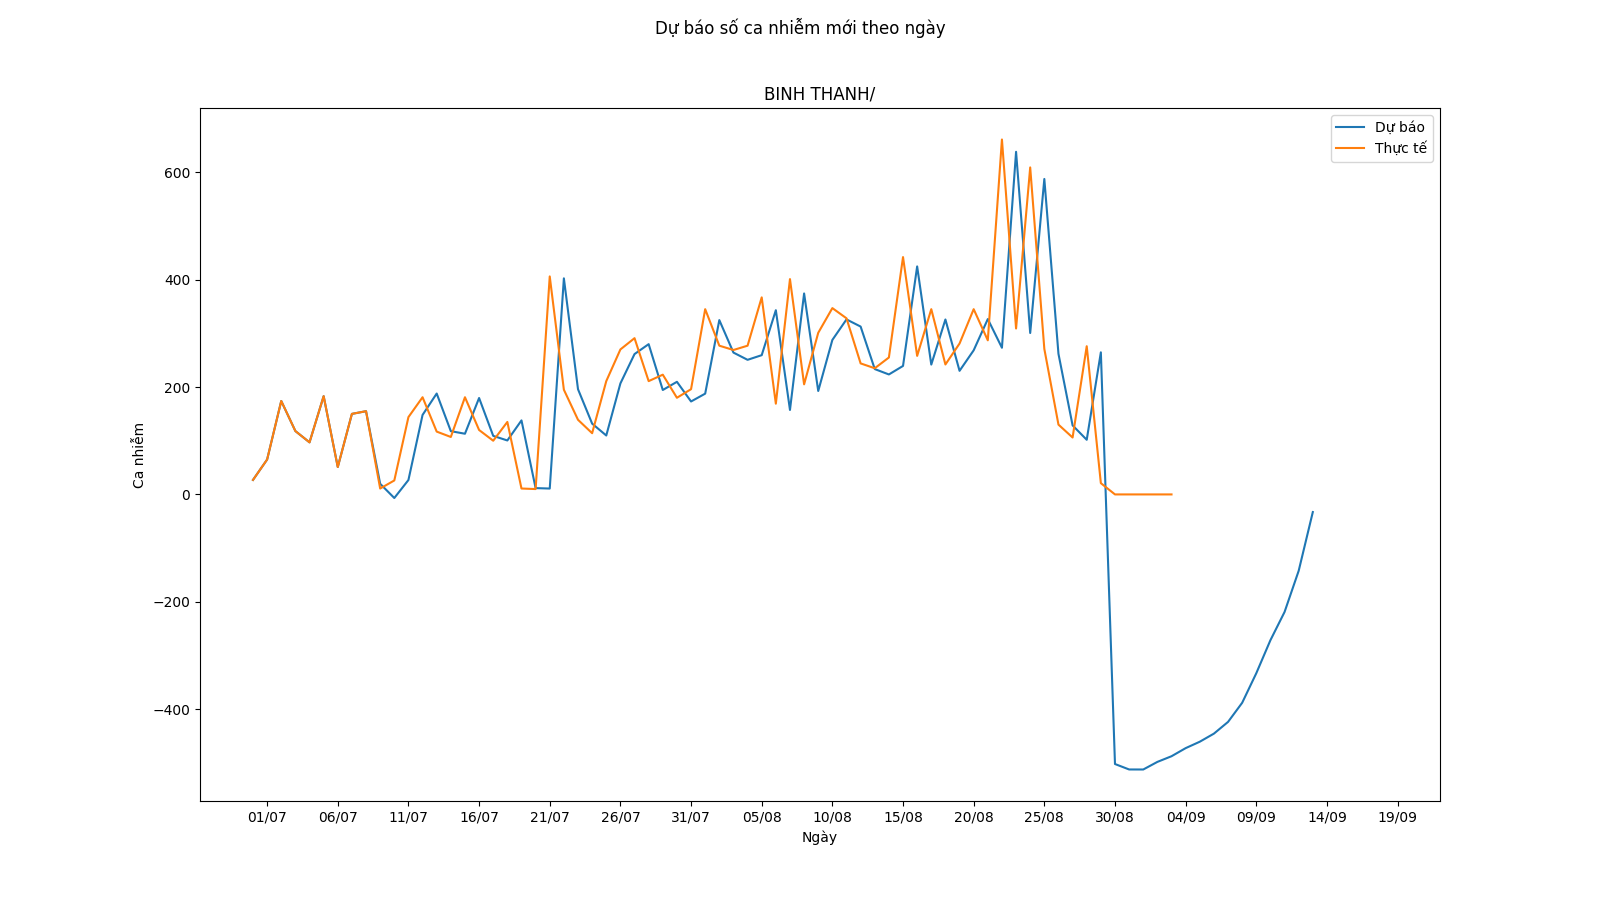 Dự báo số ca nhiễm mới theo ngày
BINH THANH/
Dự báo
Thực tế
600
400
200
0
−200
−400
Ca nhiễm
01/07 06/07 11/07 16/07 21/07 26/07 31/07 05/08 10/08 15/08 20/08 25/08 30/08 04/09 09/09 14/09 19/09
Ngày